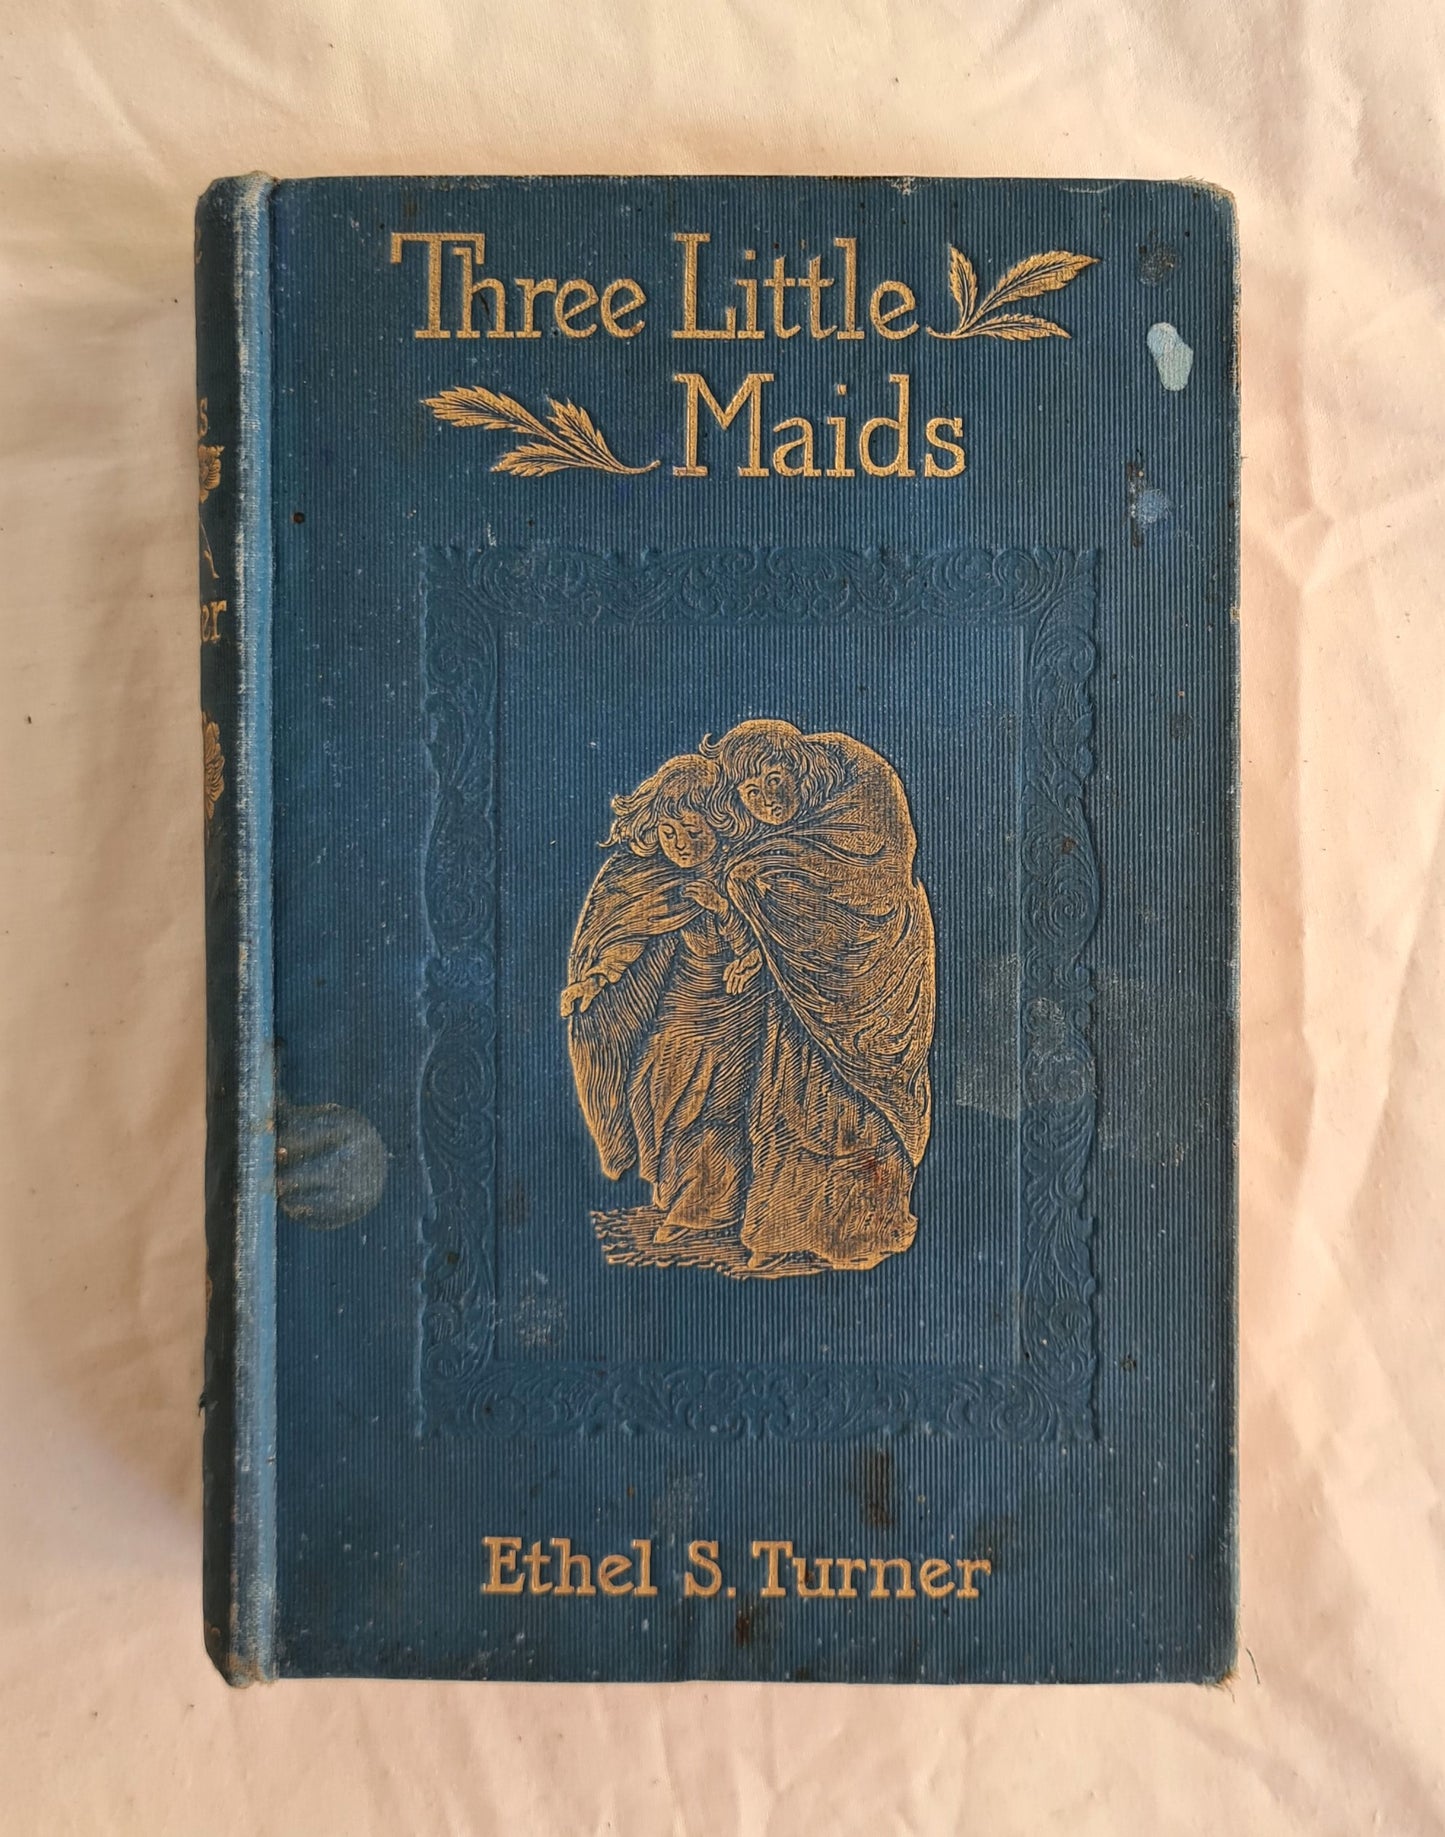 Three Little
Maids
Ethel S. Turner